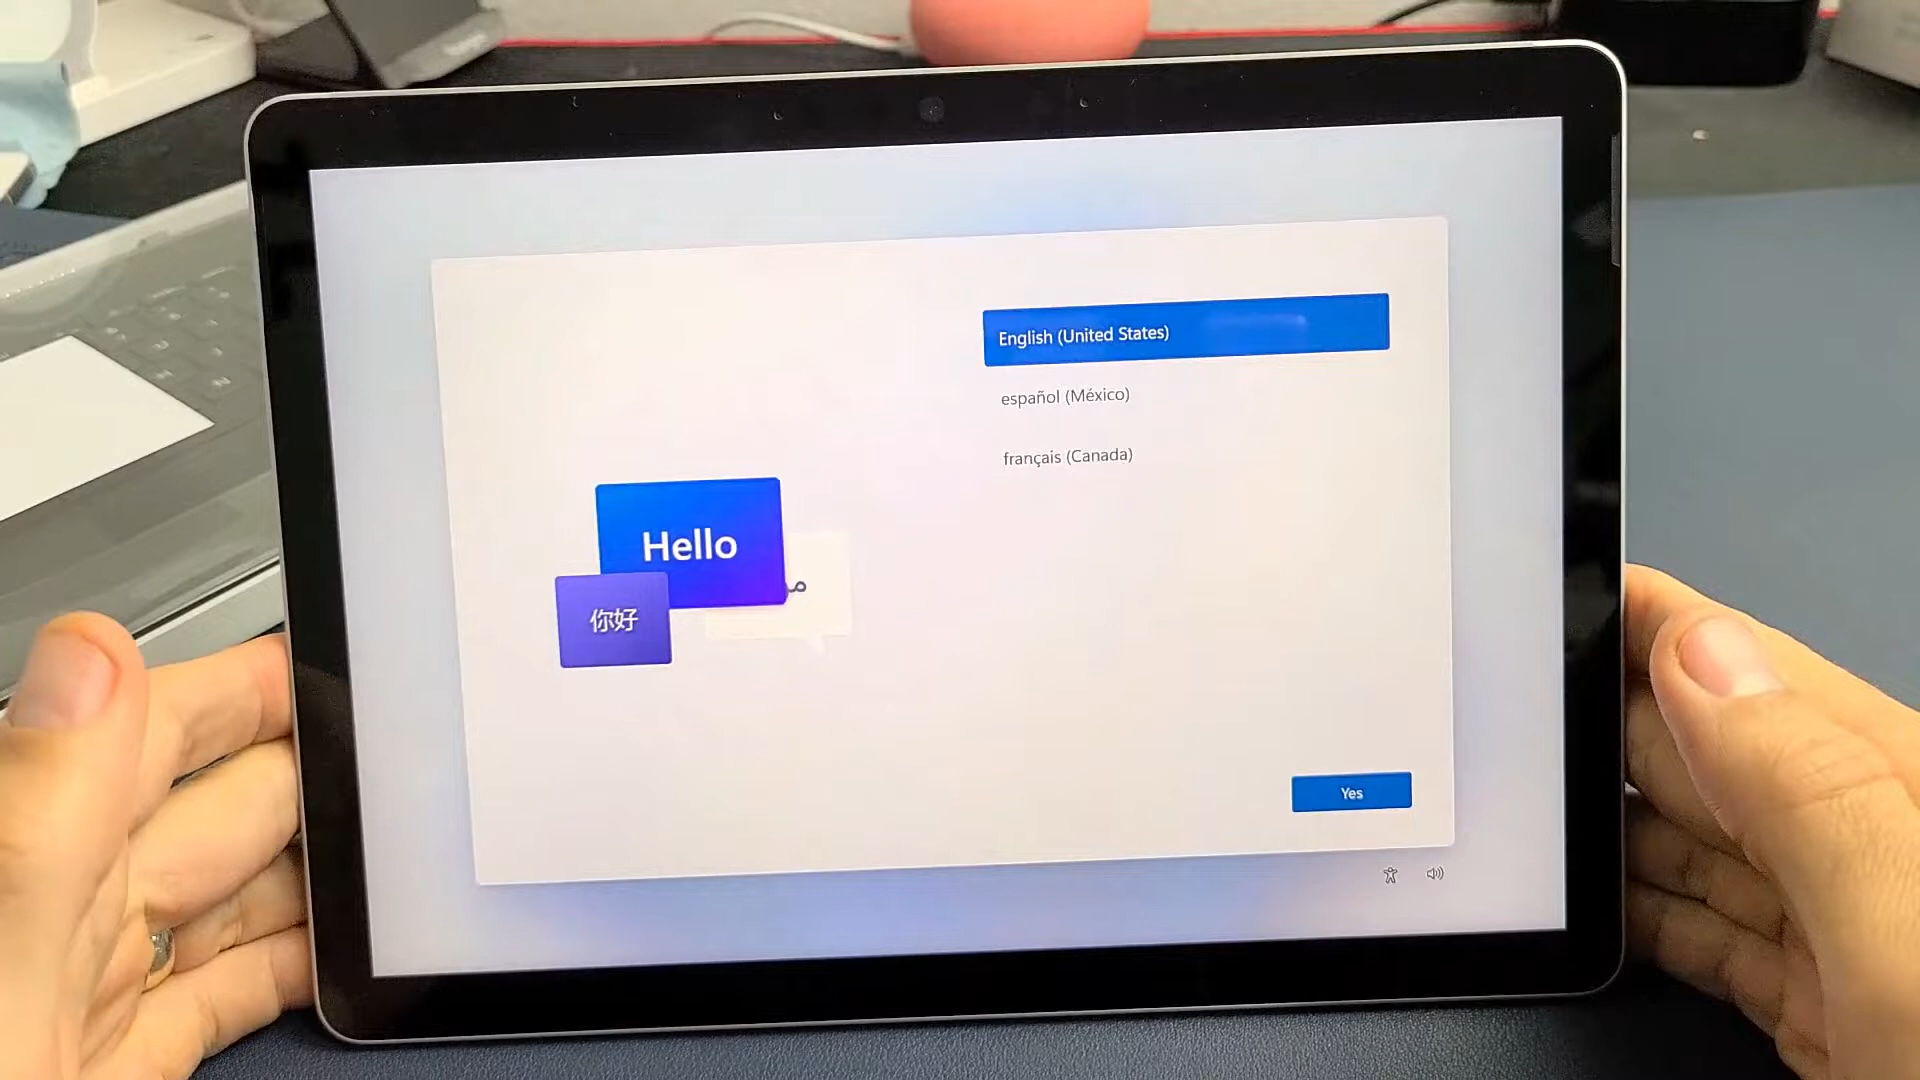 English (United States)
español (México)
français (Canada)
Hello
你好
Yes